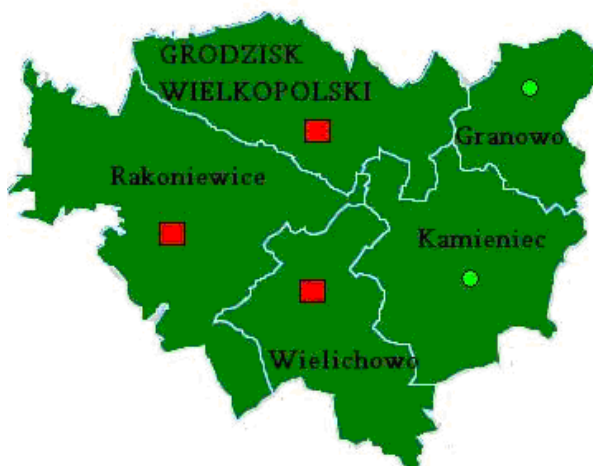 GRODZISK
WIELKOPOLSKI
Granowo
Rakoniewice
Kamieniec
Wielichowo